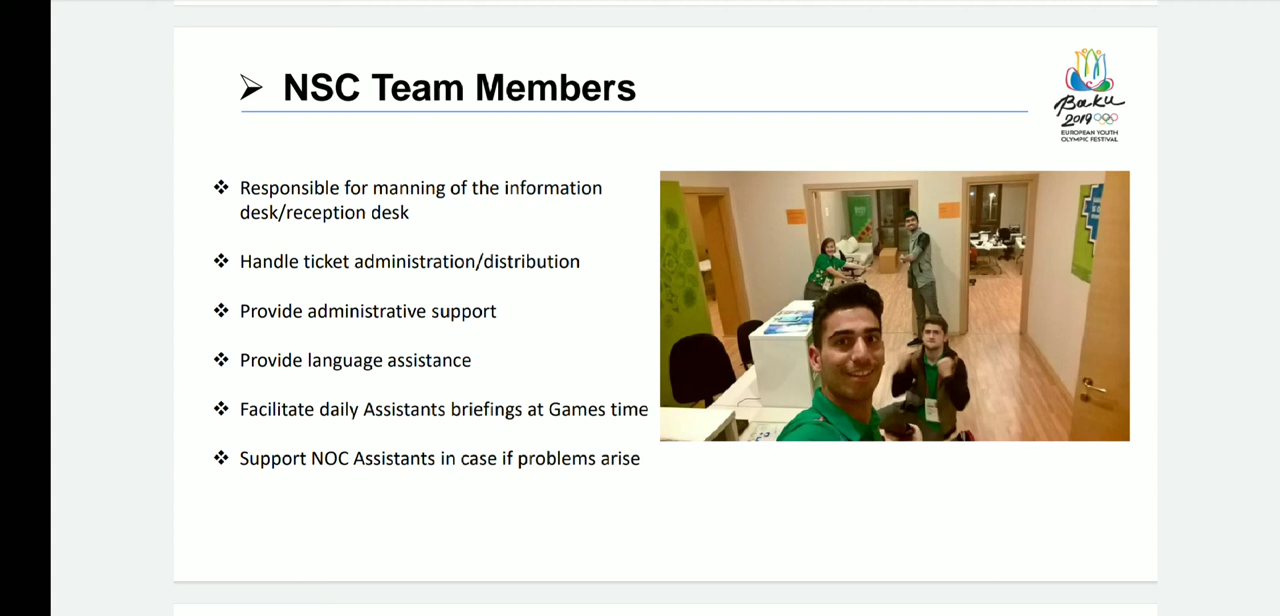 NSC Team Members
Baku
2019
EUROPEAN YOUTH
OLYMPIC FESTIVAL
Responsible for manning of the information
desk/reception desk
Handle ticket administration/distribution
Provide administrative support
Provide language assistance
Facilitate daily Assistants briefings at Games time
Support NOC Assistants in case if problems arise